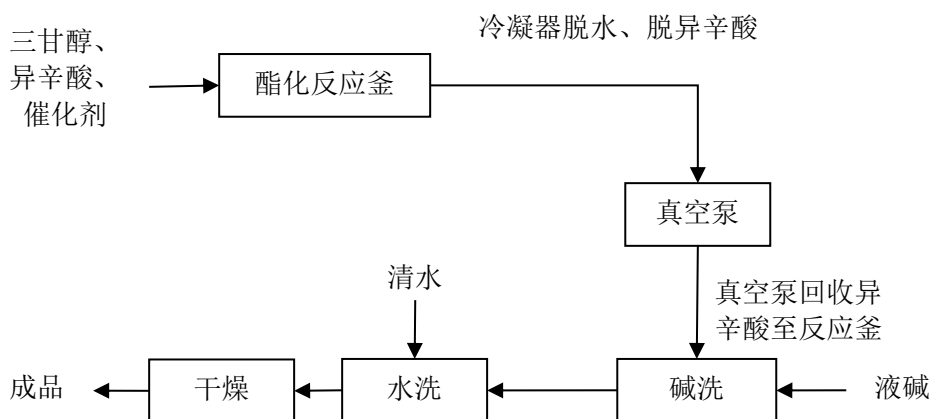 冷凝器脱水、脱异辛酸
三甘醇、
异辛酸、
催化剂
酯化反应釜
真空泵
清水
真空泵回收异
辛酸至反应釜
成品
干燥
水洗
碱洗
液碱